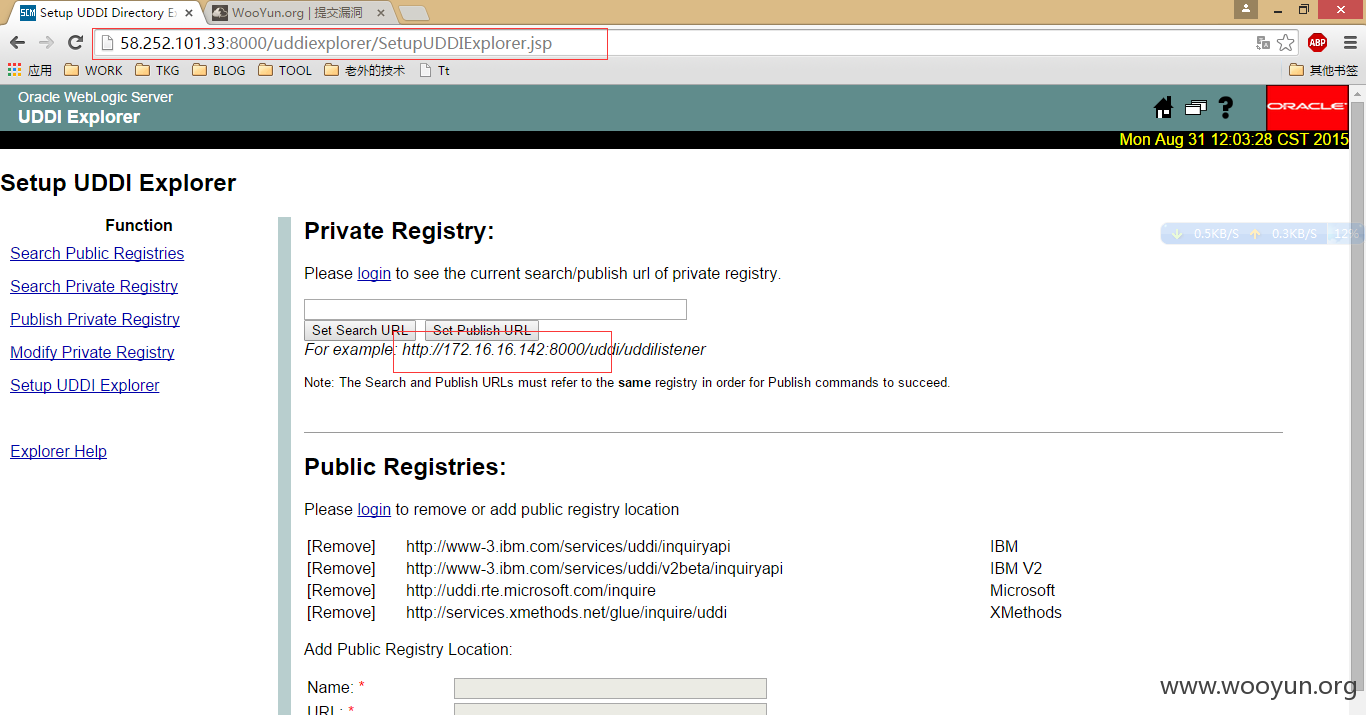 SCM Setup UDDI Directory Ex
WooYun.org | 提交漏洞
58.252.101.33:8000/uddiexplorer/SetupUDDIExplorer.jsp
ABP
应用 WORK TKG BLOG TOOL 老外的技术 Tt 其他书签
Oracle WebLogic Server
UDDI Explorer
ORACLE
Mon Aug 31 12:03:28 CST 2015
Setup UDDI Explorer
Function
Search Public Registries
Search Private Registry
Publish Private Registry
Modify Private Registry
Setup UDDI Explorer
Explorer Help
Private Registry:
0.5KB/S 0.3KB/S 12%
Please login to see the current search/publish url of private registry.
Set Search URL Set Publish URL
For example: http://172.16.16.142:8000/uddi/uddilistener
Note: The Search and Publish URLs must refer to the same registry in order for Publish commands to succeed.
Public Registries:
Please login to remove or add public registry location
[Remove] http://www-3.ibm.com/services/uddi/inquiryapi IBM
[Remove] http://www-3.ibm.com/services/uddi/v2beta/inquiryapi IBM V2
[Remove] http://uddi.rte.microsoft.com/inquire Microsoft
[Remove] http://services.xmethods.net/glue/inquire/uddi XMethods
Add Public Registry Location:
Name: *
URL: *
www.wooyun.org